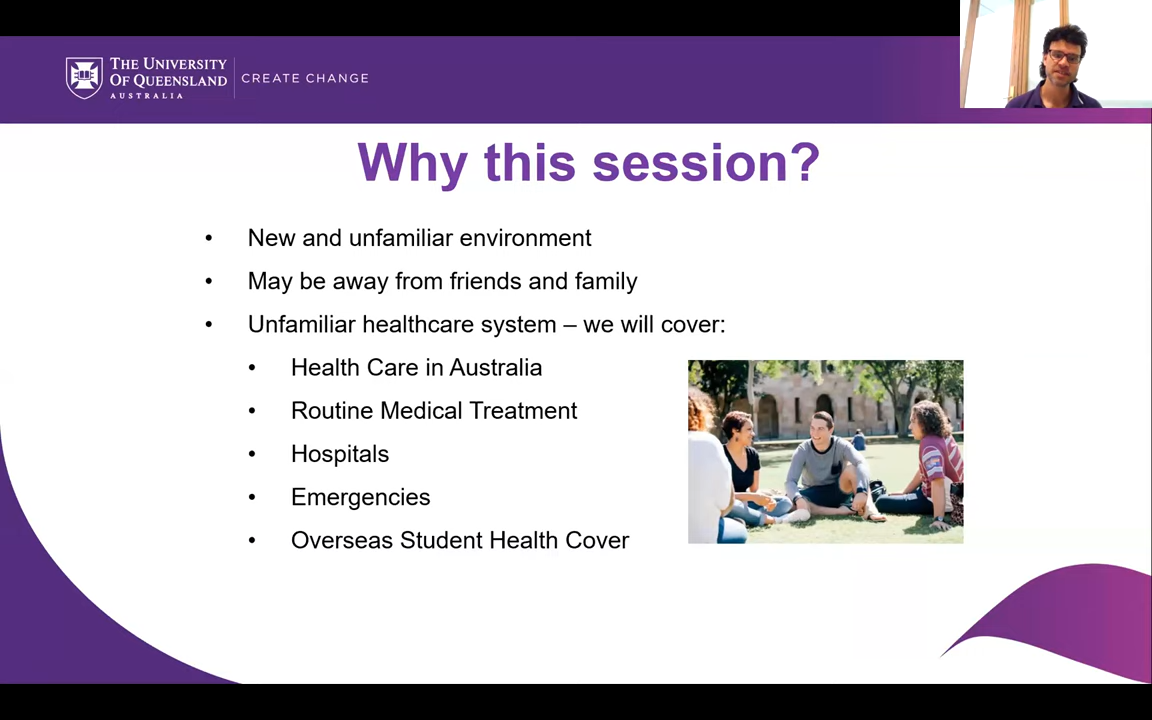 THE UNIVERSITY
OF QUEENSLAND
AUSTRALIA
CREATE CHANGE
Why this session?
• New and unfamiliar environment
• May be away from friends and family
• Unfamiliar healthcare system – we will cover:
• Health Care in Australia
• Routine Medical Treatment
• Hospitals
• Emergencies
• Overseas Student Health Cover